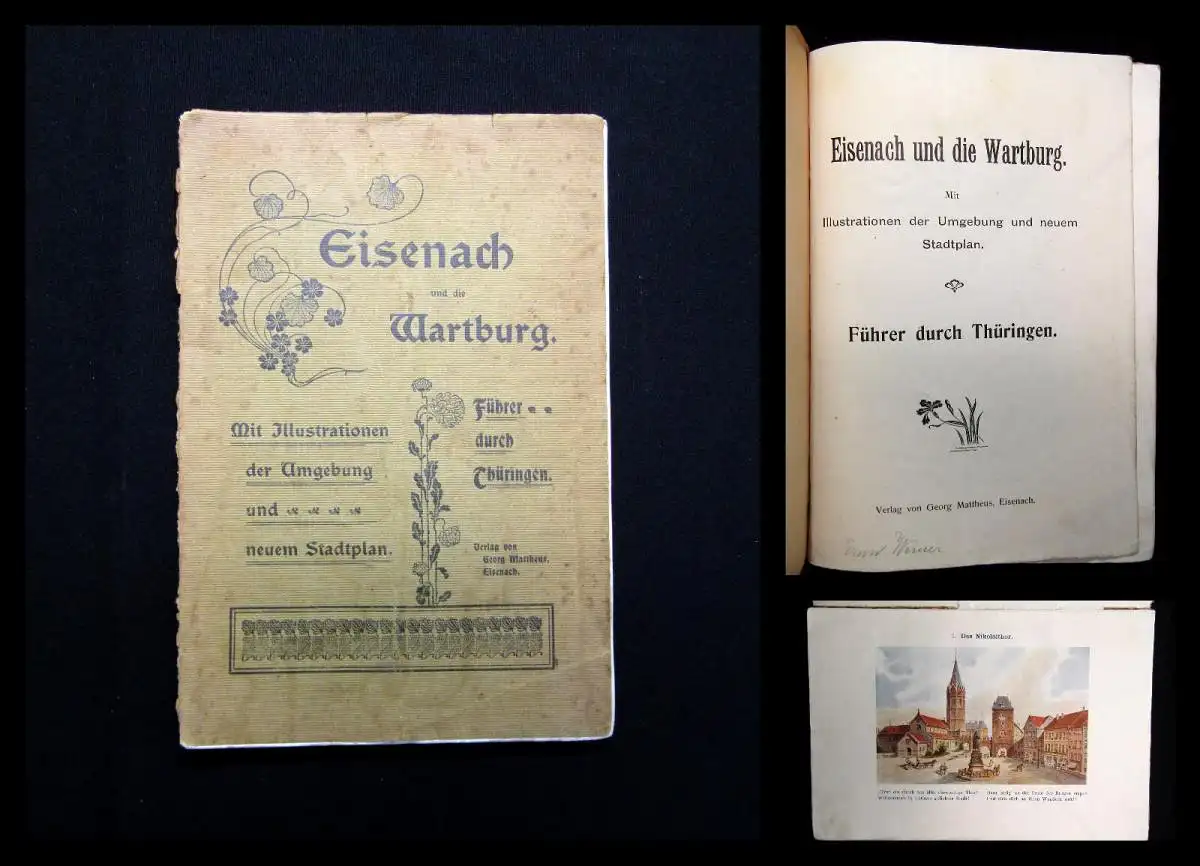 Eisenach
und die
Wartburg.
Mit Illustrationen
der Umgebung
und
neuem Stadtplan.
Führer
durch
Thüringen.
Verlag von
Georg Mattheus,
Eisenach.
Eisenach und die Wartburg.
Mit
Illustrationen der Umgebung und neuem
Stadtplan.
Führer durch Thüringen.
Verlag von Georg Mattheus, Eisenach.
1. Das Nikolaithor.